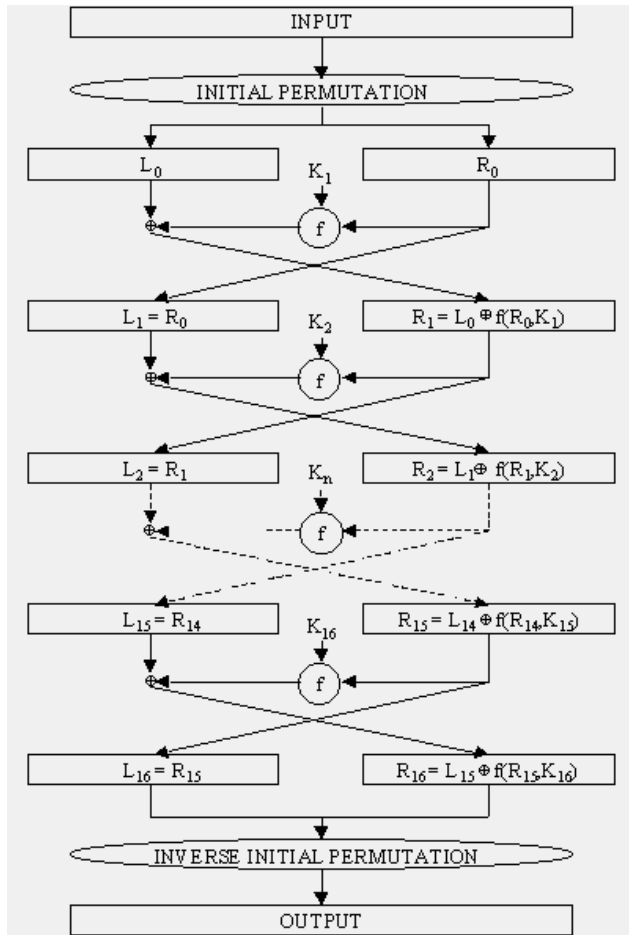 INPUT
INITIAL PERMUTATION
L₀
K₁
R₀
⊕
f
L₁ = R₀
K₂
R₁ = L₀ ⊕ f(R₀,K₁)
⊕
f
L₂ = R₁
Kₙ
R₂ = L₁⊕ f(R₁,K₂)
⊕
f
L₁₅ = R₁₄
K₁₆
R₁₅ = L₁₄ ⊕ f(R₁₄,K₁₅)
⊕
f
L₁₆ = R₁₅
R₁₆ = L₁₅ ⊕ f(R₁₅,K₁₆)
INVERSE INITIAL PERMUTATION
OUTPUT